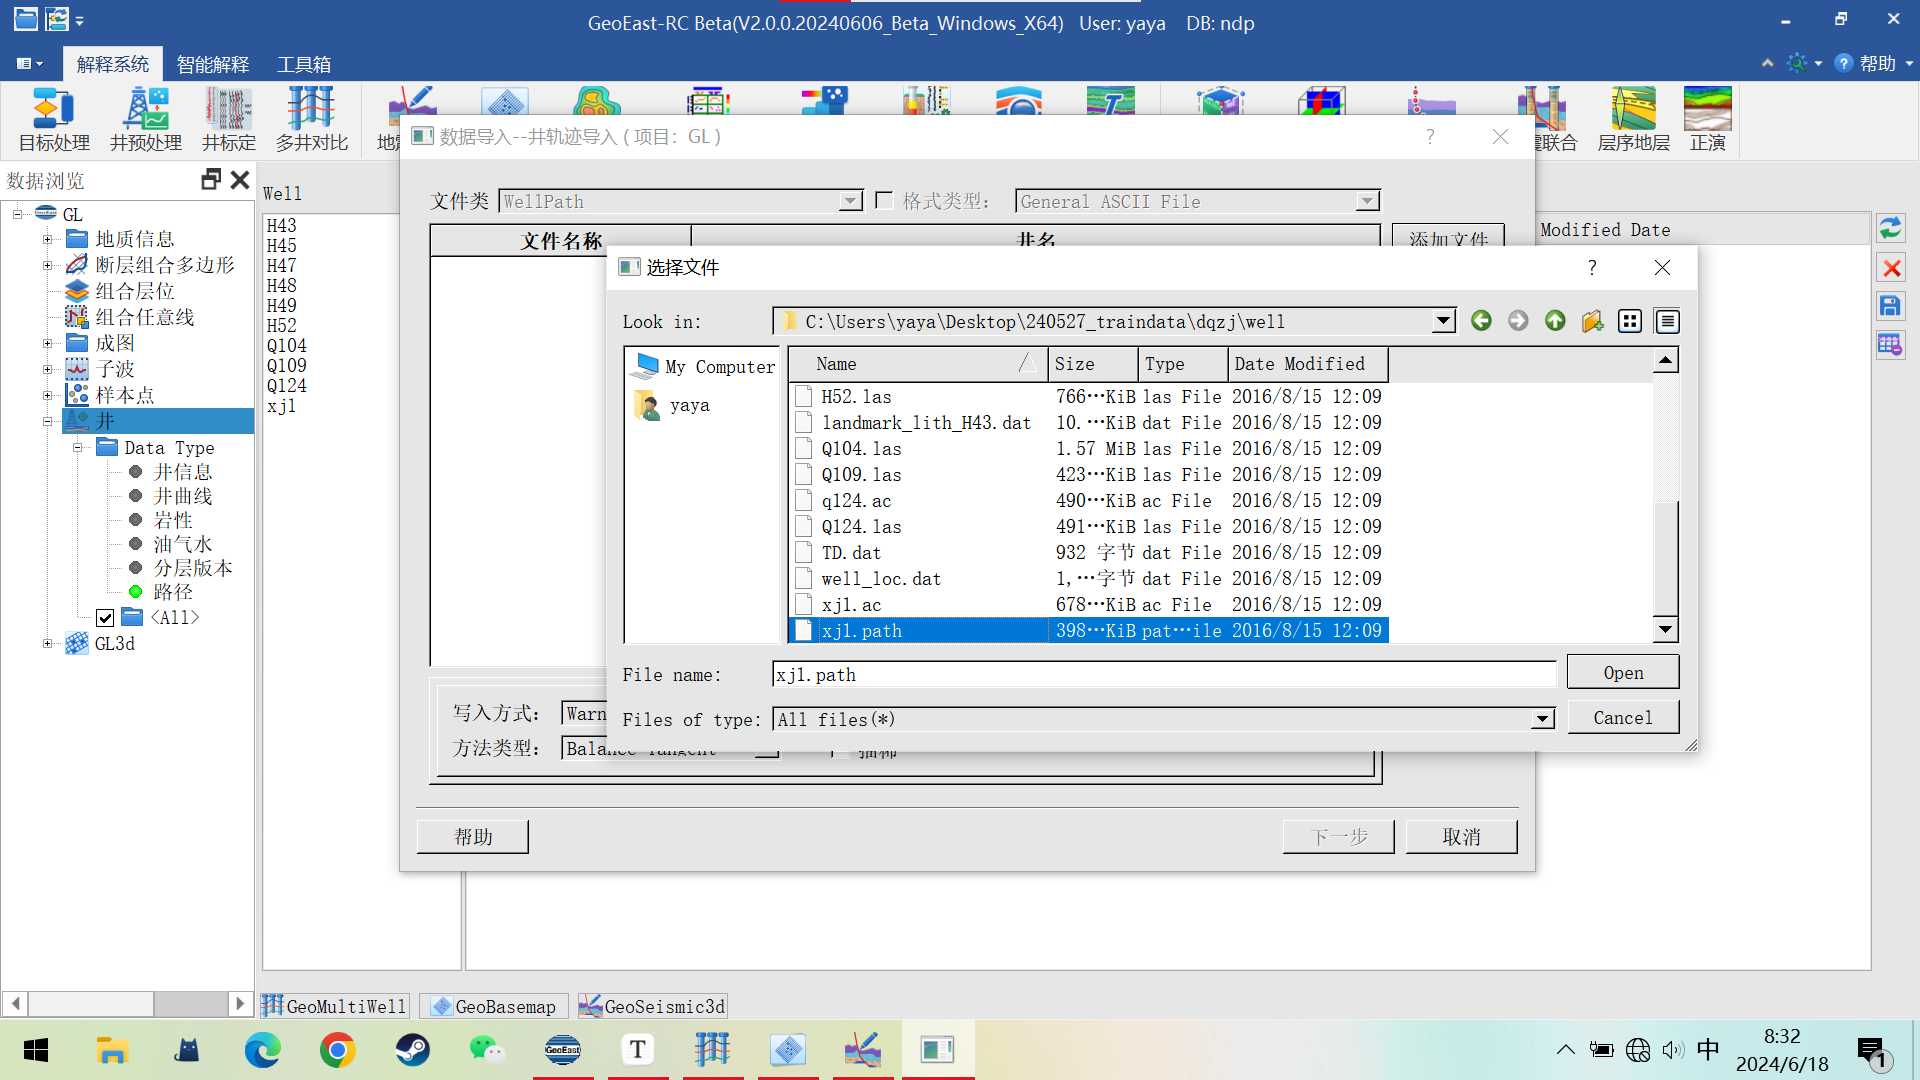 GeoEast-RC Beta(V2.0.0.20240606_Beta_Windows_X64)   User: yaya    DB: ndp
解释系统 智能解释 工具箱 帮助
目标处理 井预处理 井标定 多井对比 联合 层序地层 正演
数据导入--井轨迹导入 ( 项目：GL )
数据浏览
Well
文件类 WellPath 格式类型： General ASCII File
文件名称 井名 添加文件
Modified Date
GL
地质信息
断层组合多边形
组合层位
组合任意线
成图
子波
样本点
井
Data Type
井信息
井曲线
岩性
油气水
分层版本
路径
<All>
GL3d
H43
H45
H47
H48
H49
H52
Q104
Q109
Q124
xj1
选择文件
Look in: C:\Users\yaya\Desktop\240527_traindata\dqzj\well
My Computer
yaya
Name Size Type Date Modified
H52.las 766…KiB las File 2016/8/15 12:09
landmark_lith_H43.dat 10.…KiB dat File 2016/8/15 12:09
Q104.las 1.57 MiB las File 2016/8/15 12:09
Q109.las 423…KiB las File 2016/8/15 12:09
q124.ac 490…KiB ac File 2016/8/15 12:09
Q124.las 491…KiB las File 2016/8/15 12:09
TD.dat 932 字节 dat File 2016/8/15 12:09
well_loc.dat 1,…字节 dat File 2016/8/15 12:09
xj1.ac 678…KiB ac File 2016/8/15 12:09
xj1.path 398…KiB pat…ile 2016/8/15 12:09
File name: xj1.path Open
Files of type: All files(*) Cancel
写入方式： Warn
方法类型： Balance Tangent 抽稀
帮助 下一步 取消
GeoMultiWell GeoBasemap GeoSeismic3d
GeoEast T 中
8:32
2024/6/18
1